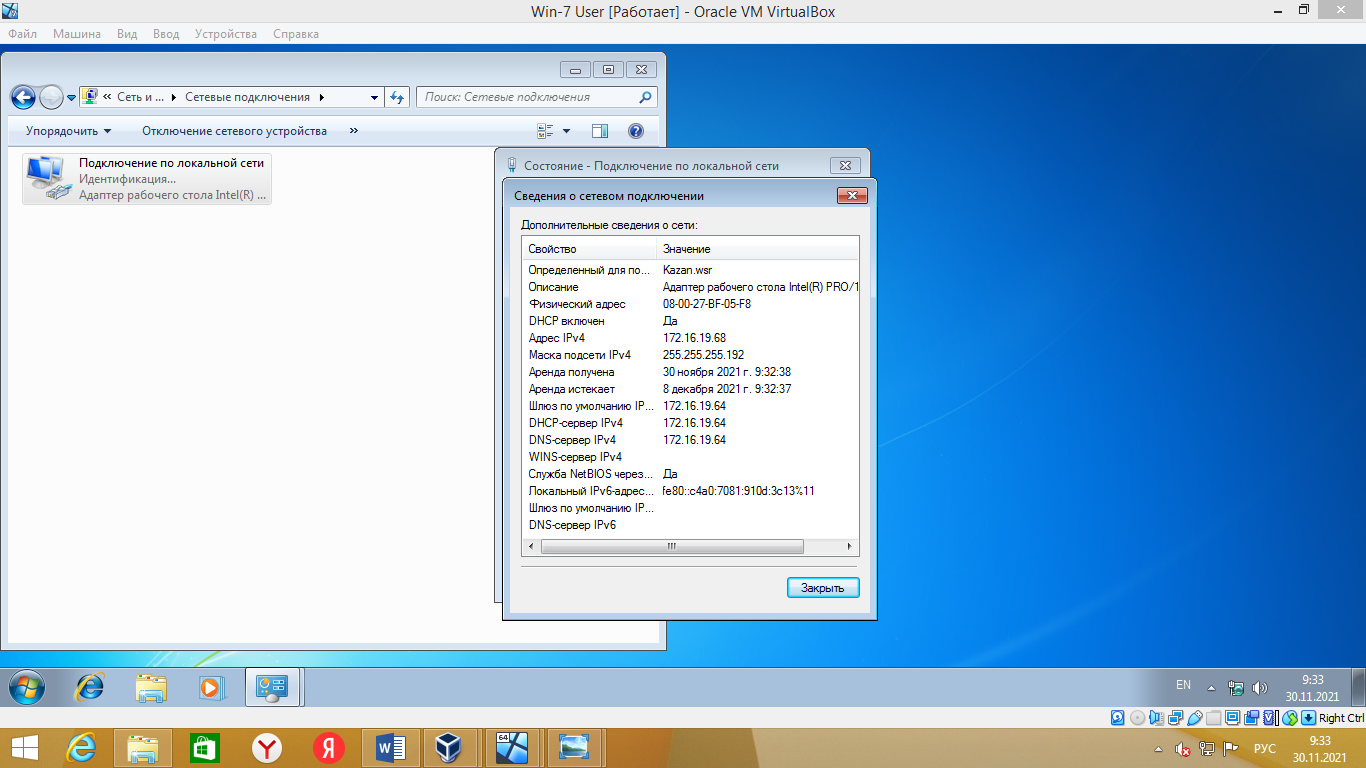 Win-7 User [Работает] - Oracle VM VirtualBox
Файл Машина Вид Ввод Устройства Справка
« Сеть и ... Сетевые подключения
Поиск: Сетевые подключения
Упорядочить Отключение сетевого устройства »
Подключение по локальной сети
Идентификация...
Адаптер рабочего стола Intel(R) ...
Состояние - Подключение по локальной сети
Сведения о сетевом подключении
Дополнительные сведения о сети:
Свойство Значение
Определенный для по... Kazan.wsr
Описание Адаптер рабочего стола Intel(R) PRO/1
Физический адрес 08-00-27-BF-05-F8
DHCP включен Да
Адрес IPv4 172.16.19.68
Маска подсети IPv4 255.255.255.192
Аренда получена 30 ноября 2021 г. 9:32:38
Аренда истекает 8 декабря 2021 г. 9:32:37
Шлюз по умолчанию IP... 172.16.19.64
DHCP-сервер IPv4 172.16.19.64
DNS-сервер IPv4 172.16.19.64
WINS-сервер IPv4
Служба NetBIOS через... Да
Локальный IPv6-адрес... fe80::c4a0:7081:910d:3c13%11
Шлюз по умолчанию IP...
DNS-сервер IPv6
Закрыть
EN
9:33
30.11.2021
Right Ctrl
64
РУС
9:33
30.11.2021